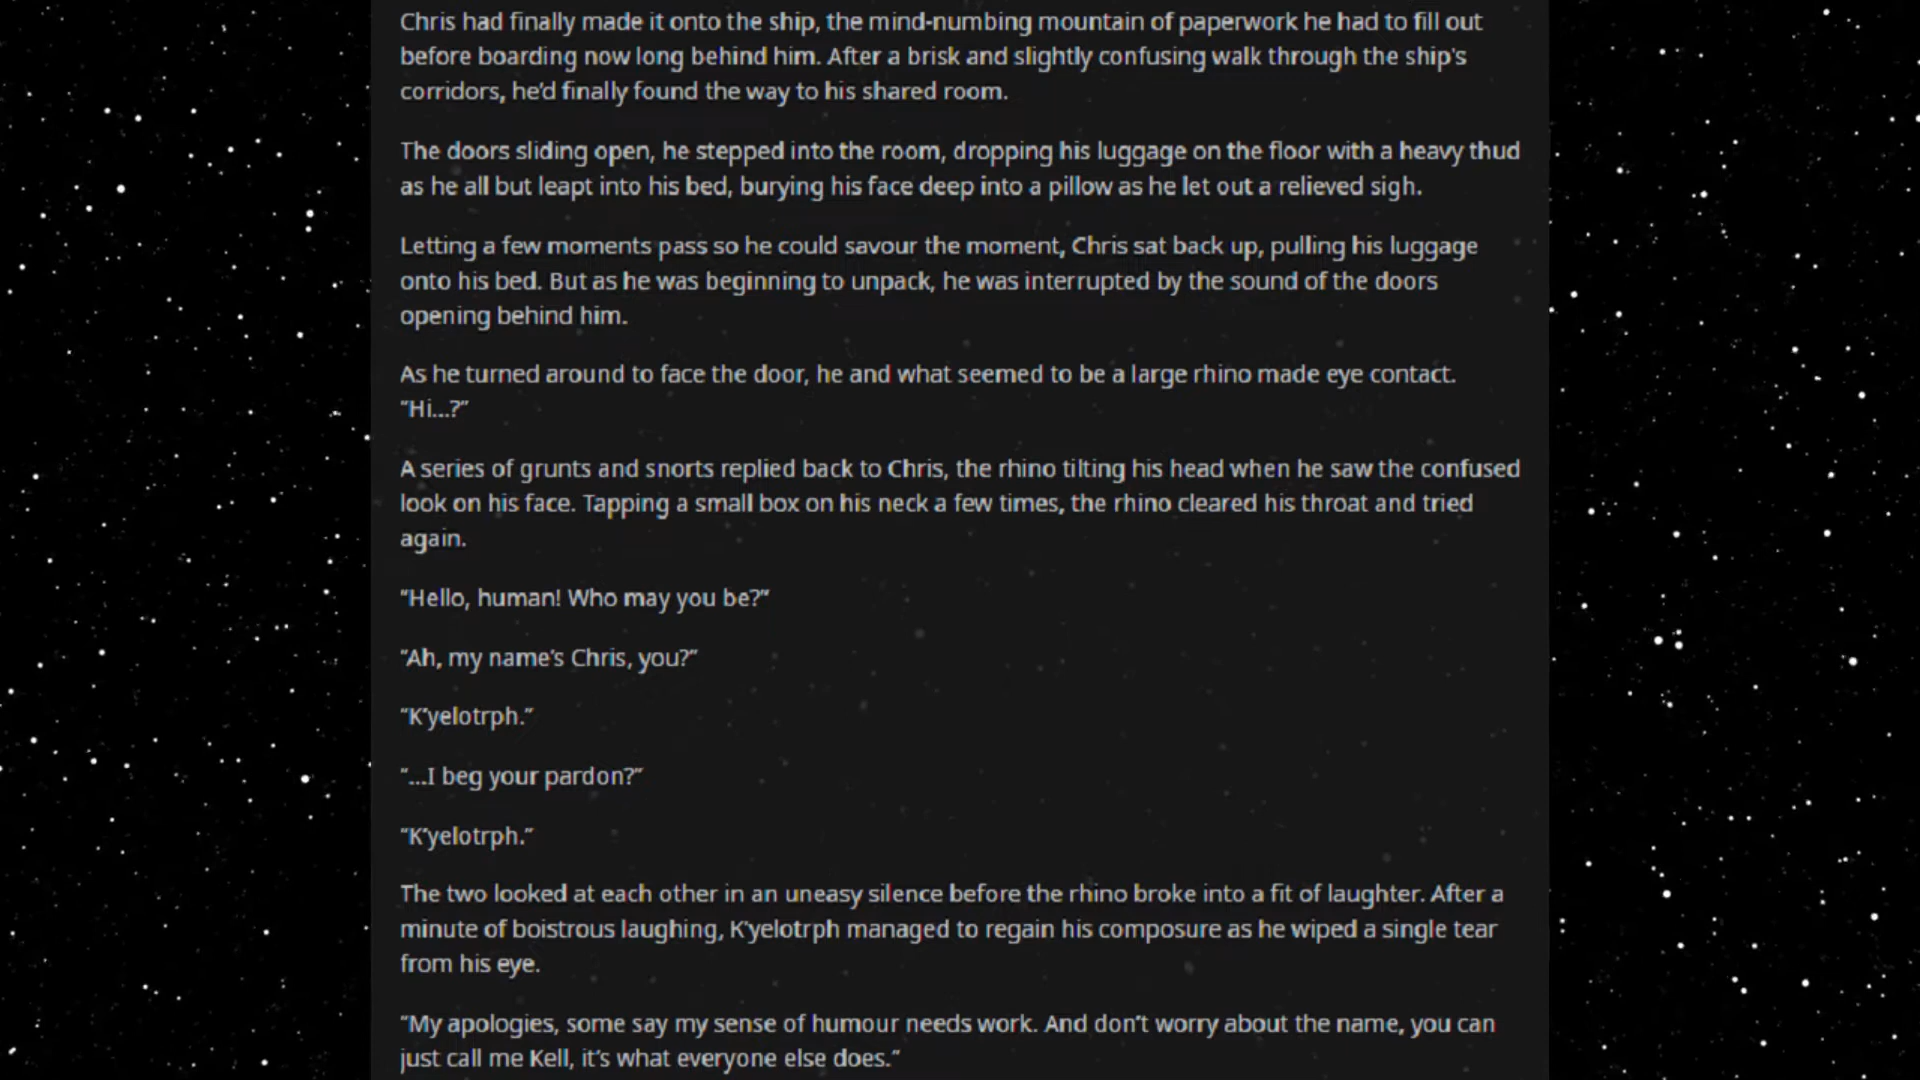 Chris had finally made it onto the ship, the mind-numbing mountain of paperwork he had to fill out
before boarding now long behind him. After a brisk and slightly confusing walk through the ship's
corridors, he’d finally found the way to his shared room.
The doors sliding open, he stepped into the room, dropping his luggage on the floor with a heavy thud
as he all but leapt into his bed, burying his face deep into a pillow as he let out a relieved sigh.
Letting a few moments pass so he could savour the moment, Chris sat back up, pulling his luggage
onto his bed. But as he was beginning to unpack, he was interrupted by the sound of the doors
opening behind him.
As he turned around to face the door, he and what seemed to be a large rhino made eye contact.
“Hi...?”
A series of grunts and snorts replied back to Chris, the rhino tilting his head when he saw the confused
look on his face. Tapping a small box on his neck a few times, the rhino cleared his throat and tried
again.
“Hello, human! Who may you be?”
“Ah, my name’s Chris, you?”
“K’yelotrph.”
“...I beg your pardon?”
“K’yelotrph.”
The two looked at each other in an uneasy silence before the rhino broke into a fit of laughter. After a
minute of boistrous laughing, K’yelotrph managed to regain his composure as he wiped a single tear
from his eye.
“My apologies, some say my sense of humour needs work. And don’t worry about the name, you can
just call me Kell, it’s what everyone else does.”